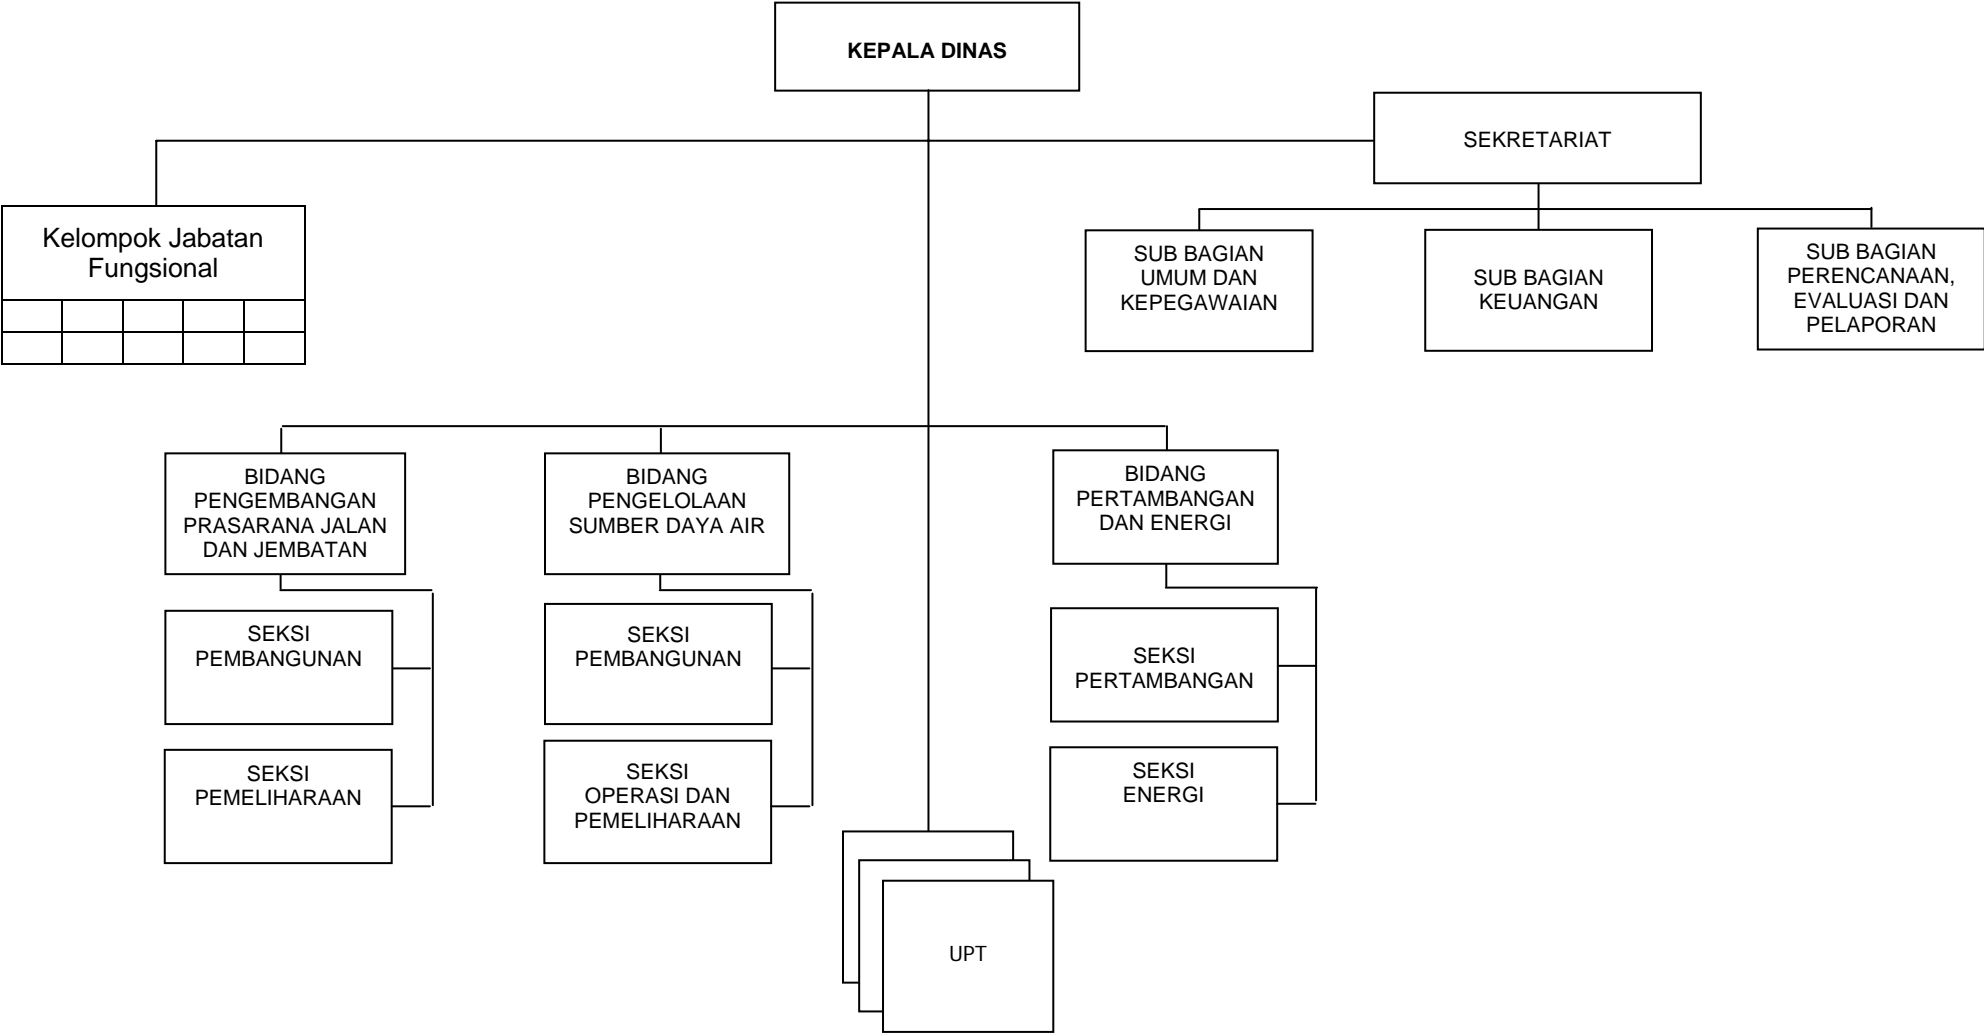 KEPALA DINAS
SEKRETARIAT
Kelompok Jabatan
Fungsional
SUB BAGIAN
UMUM DAN
KEPEGAWAIAN
SUB BAGIAN
KEUANGAN
SUB BAGIAN
PERENCANAAN,
EVALUASI DAN
PELAPORAN
BIDANG
PENGEMBANGAN
PRASARANA JALAN
DAN JEMBATAN
BIDANG
PENGELOLAAN
SUMBER DAYA AIR
BIDANG
PERTAMBANGAN
DAN ENERGI
SEKSI
PEMBANGUNAN
SEKSI
PEMBANGUNAN
SEKSI
PERTAMBANGAN
SEKSI
PEMELIHARAAN
SEKSI
OPERASI DAN
PEMELIHARAAN
SEKSI
ENERGI
UPT